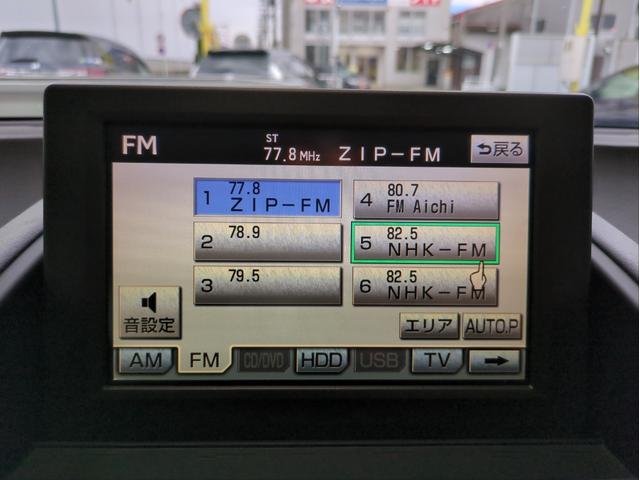 FM
ST
77.8 MHz ZIP-FM
戻る
1 77.8 ZIP-FM
4 80.7 FM Aichi
2 78.9
5 82.5 NHK-FM
3 79.5
6 82.5 NHK-FM
音設定
エリア
AUTO.P
AM
FM
CD/DVD
HDD
USB
TV